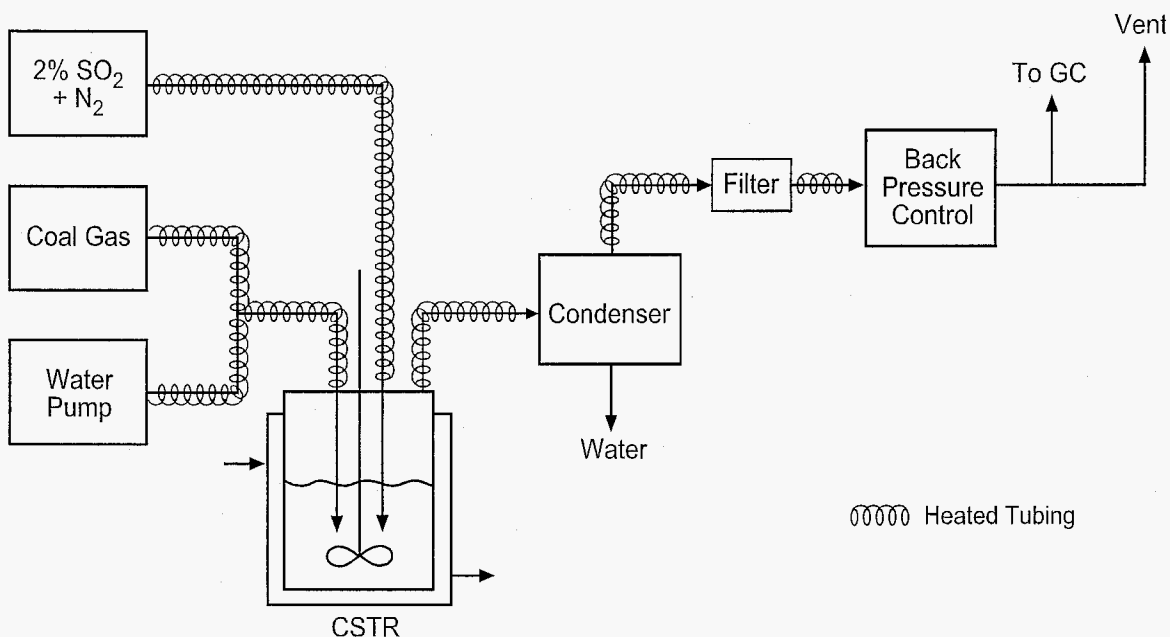 2% SO₂
+ N₂
Coal Gas
Water
Pump
CSTR
Condenser
Water
Filter
Back
Pressure
Control
To GC
Vent
Heated Tubing